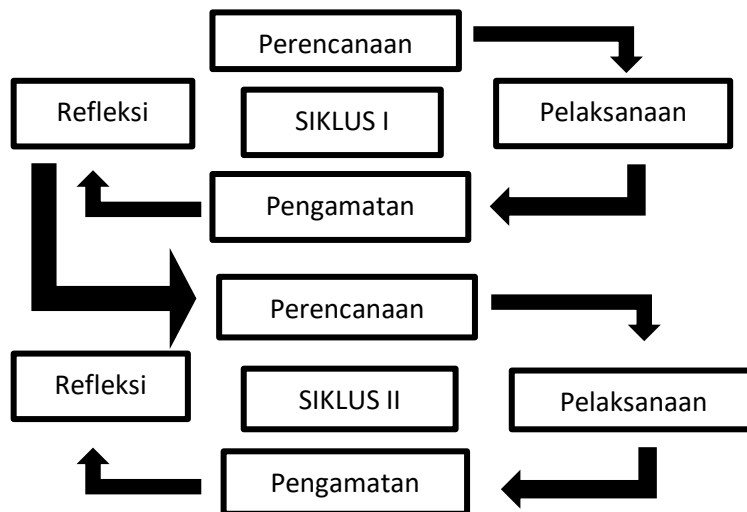 Perencanaan
Refleksi
SIKLUS I
Pelaksanaan
Pengamatan
Perencanaan
Refleksi
SIKLUS II
Pelaksanaan
Pengamatan